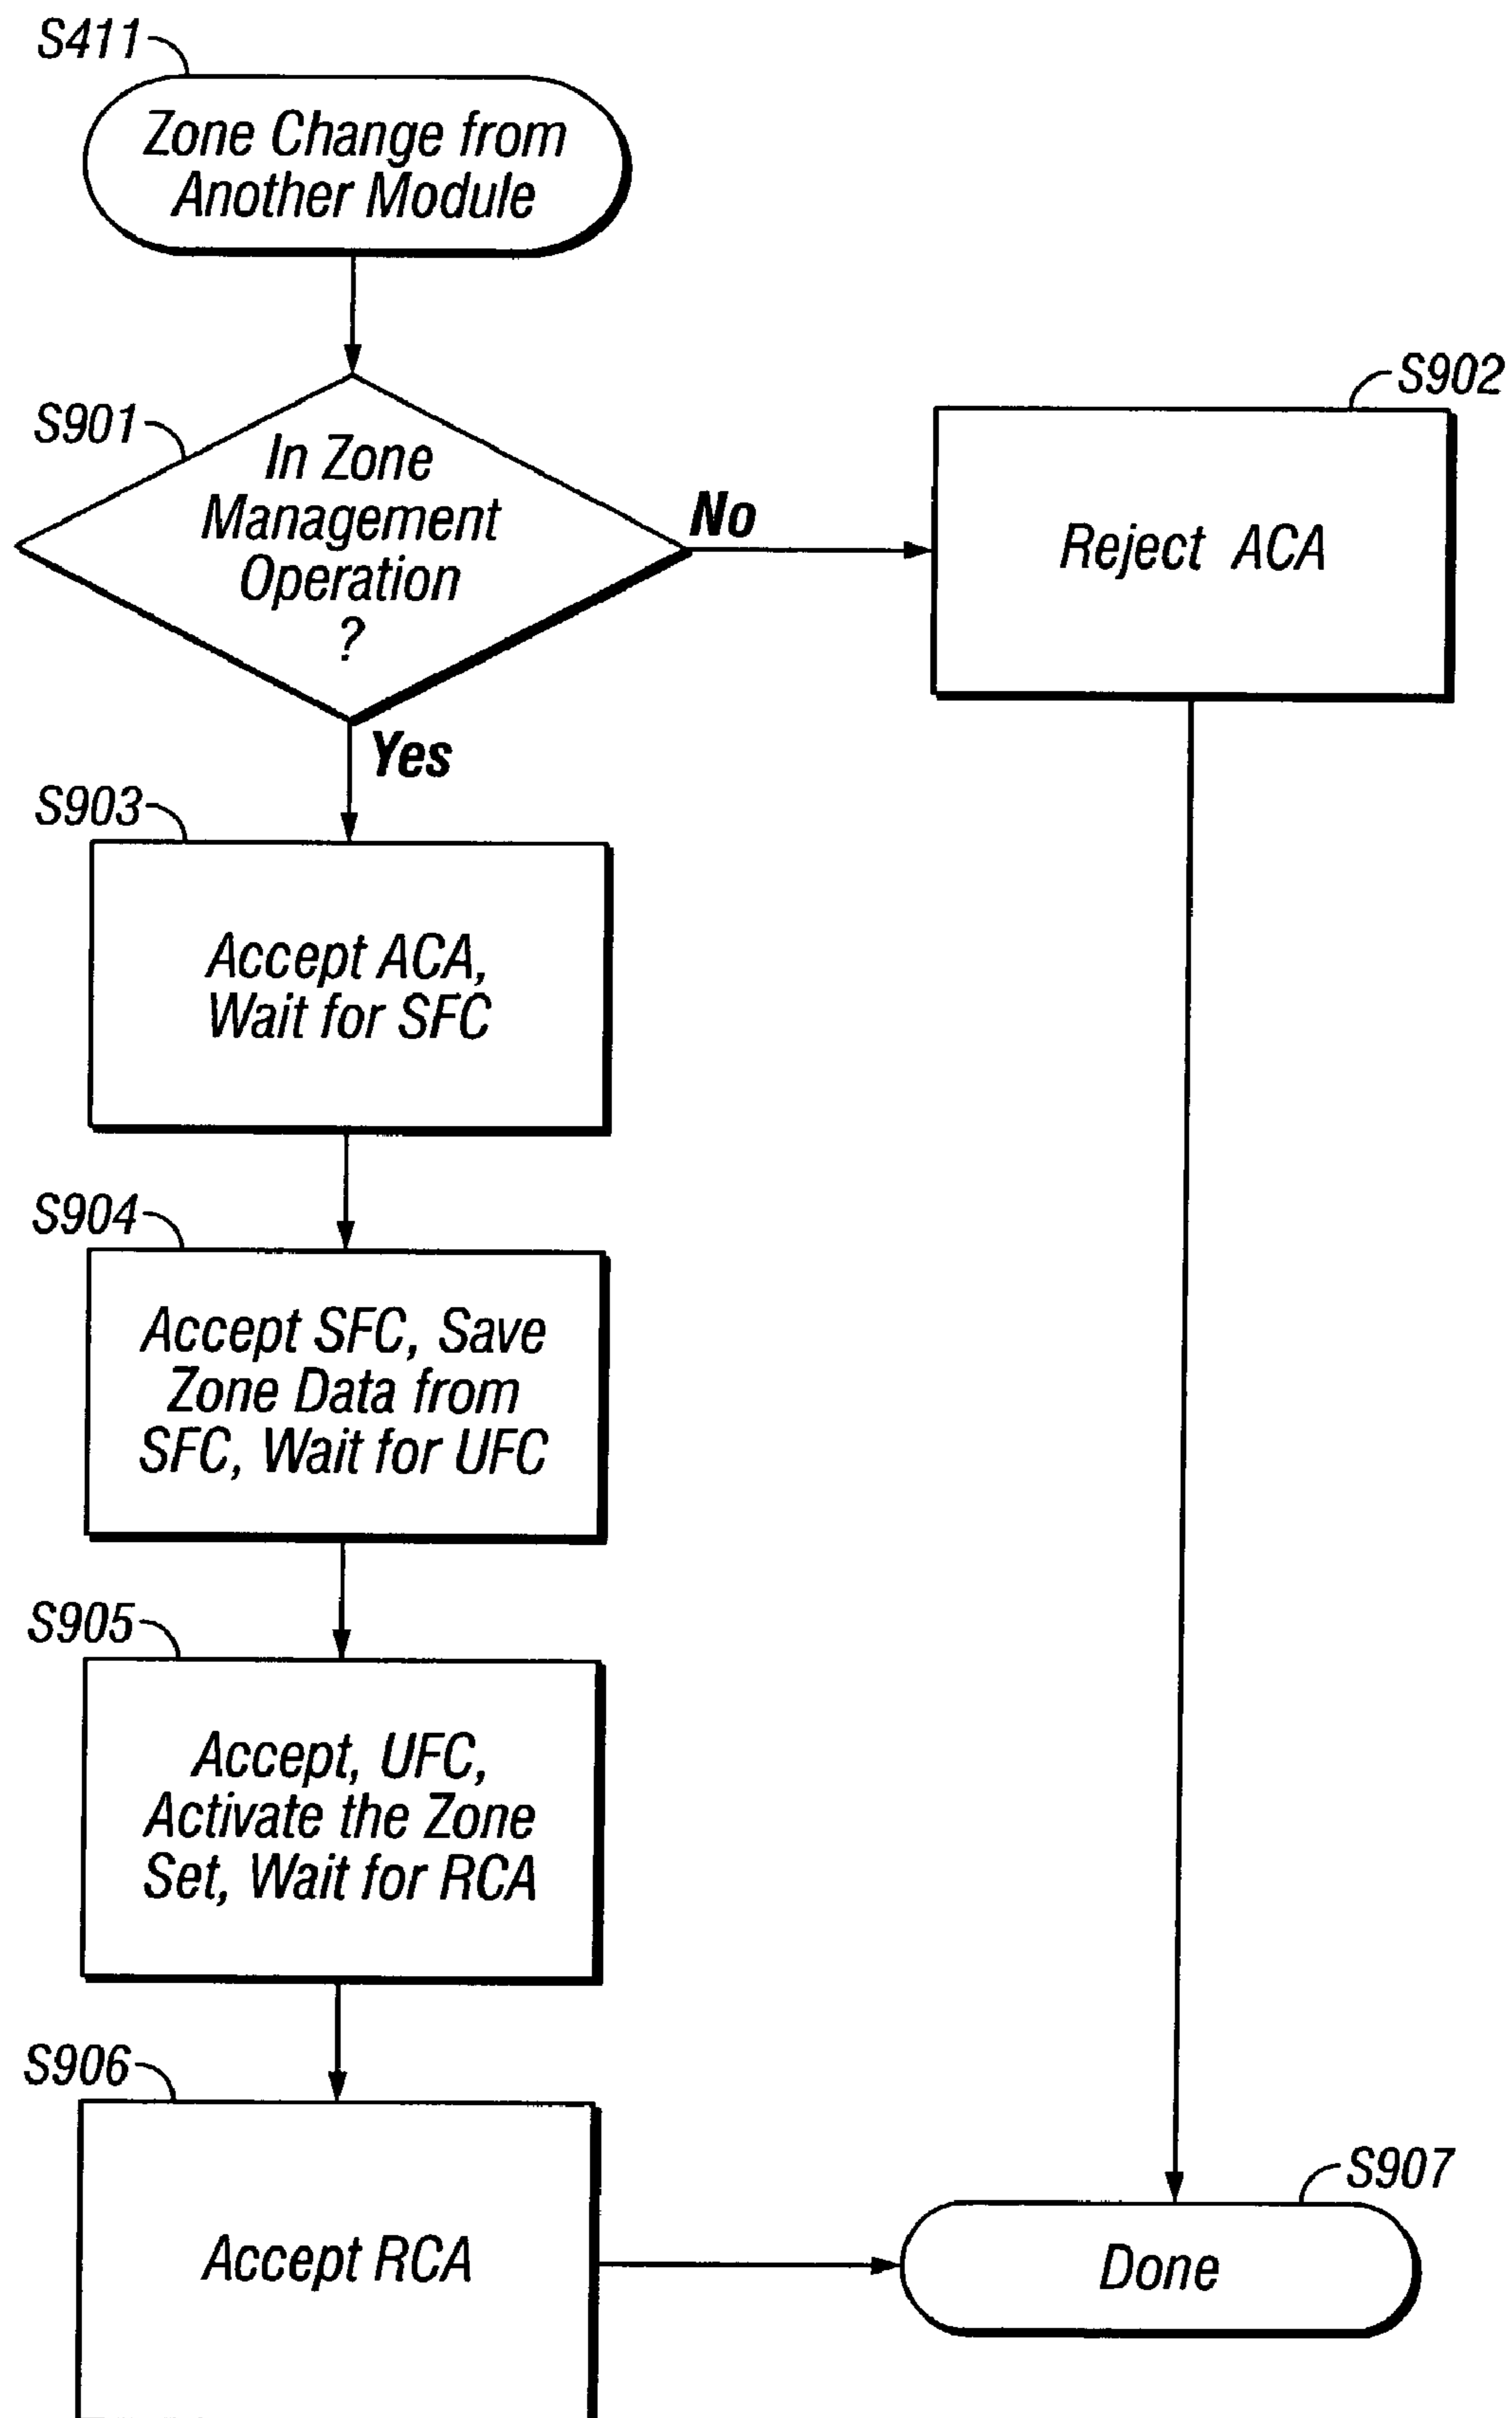 S411
Zone Change from
Another Module
S901
In Zone
Management
Operation
?
No
S902
Reject ACA
Yes
S903
Accept ACA,
Wait for SFC
S904
Accept SFC, Save
Zone Data from
SFC, Wait for UFC
S905
Accept, UFC,
Activate the Zone
Set, Wait for RCA
S906
Accept RCA
S907
Done